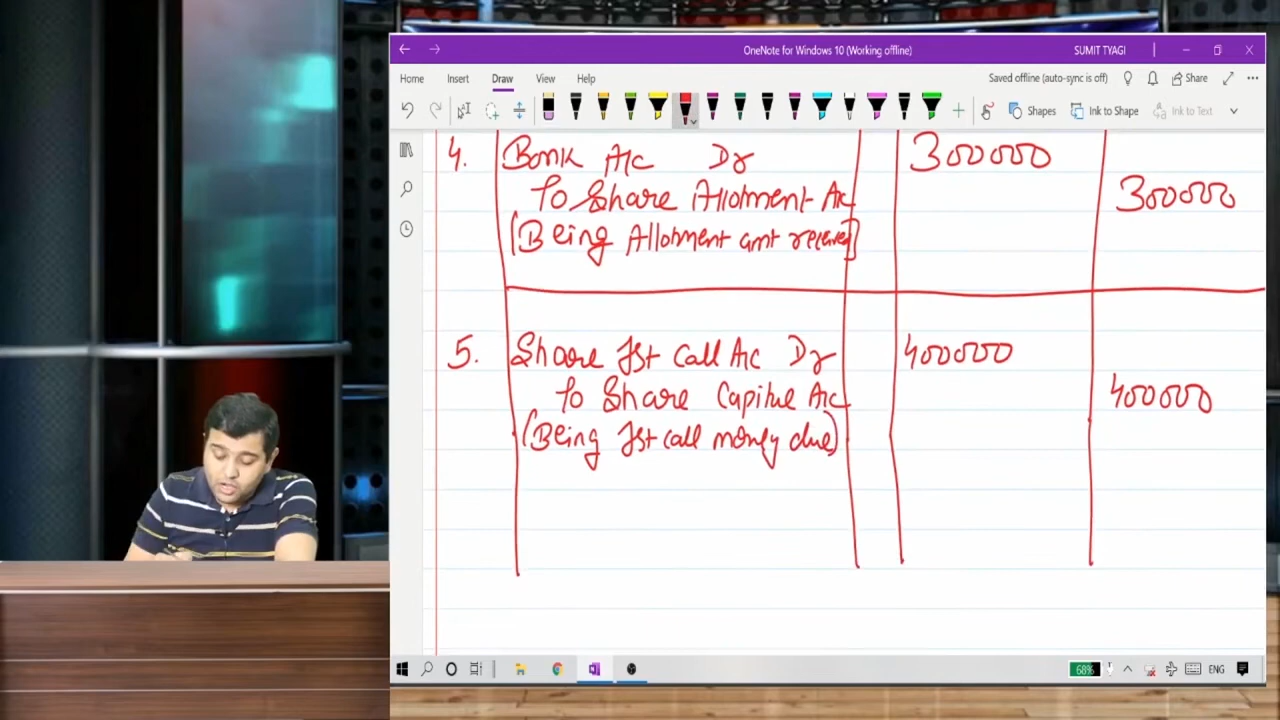 OneNote for Windows 10 (Working offline)
SUMIT TYAGI
Home Insert Draw View Help
Saved offline (auto-sync is off)
Share
Shapes
Ink to Shape
Ink to Text
4. Bank A/c Dr 300000
To Share Allotment A/c 300000
(Being Allotment amt received)
5. Share Ist Call A/c Dr 400000
To Share Capital A/c 400000
(Being Ist call money due)
68%
ENG